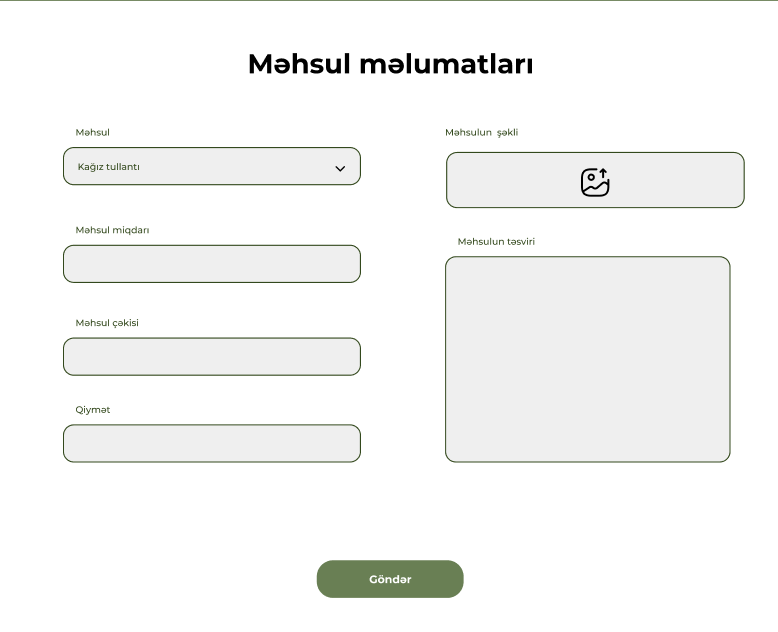 Məhsul məlumatları
Məhsul
Kağız tullantı
Məhsul miqdarı
Məhsul çəkisi
Qiymət
Məhsulun şəkli
Məhsulun təsviri
Göndər